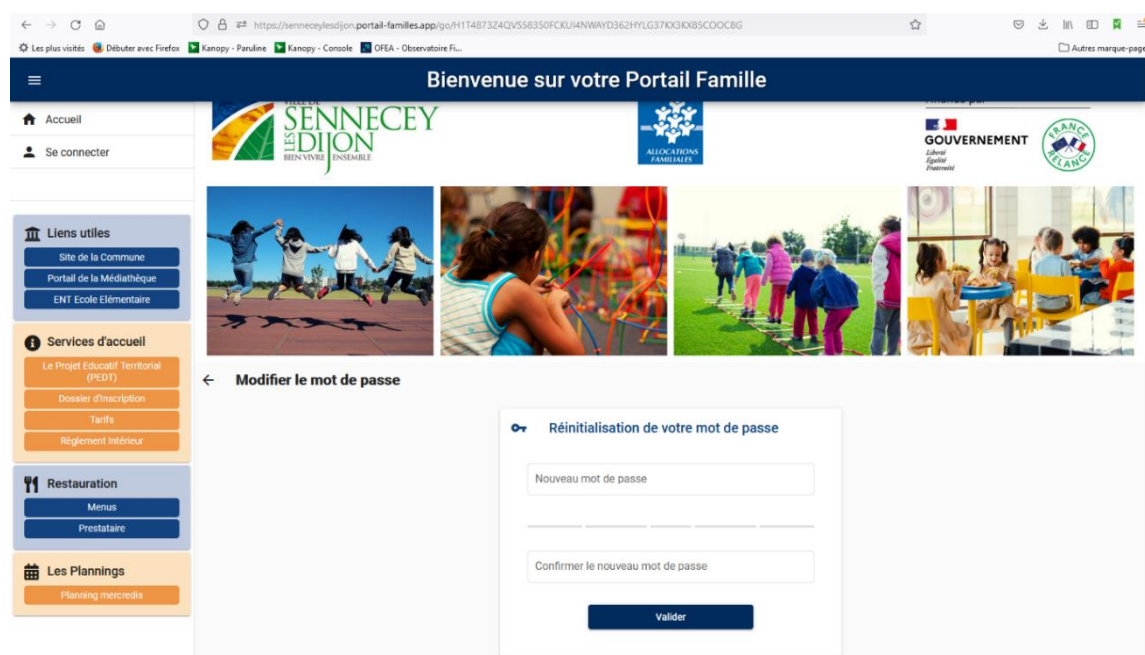 https://senneceylesdijon.portail-familles.app/go/H1T4873Z4QVS58350FCKUI4NWAYD362HYLG37KX3KX85COOC8G
Les plus visités
Débuter avec Firefox
Kanopy - Paruline
Kanopy - Console
OFEA - Observatoire Fi...
Autres marque-page
Bienvenue sur votre Portail Famille
Accueil
Se connecter
VILLE DE
SENNECEY
LES DIJON
BIEN VIVRE ENSEMBLE
ALLOCATIONS
FAMILIALES
GOUVERNEMENT
Liberté
Égalité
Fraternité
FRANCE
RELANCE
Liens utiles
Site de la Commune
Portail de la Médiathèque
ENT Ecole Elémentaire
Services d'accueil
Le Projet Educatif Territorial
(PEDT)
Dossier d'Inscription
Tarifs
Règlement Intérieur
Restauration
Menus
Prestataire
Les Plannings
Planning mercredis
Modifier le mot de passe
Réinitialisation de votre mot de passe
Nouveau mot de passe
Confirmer le nouveau mot de passe
Valider